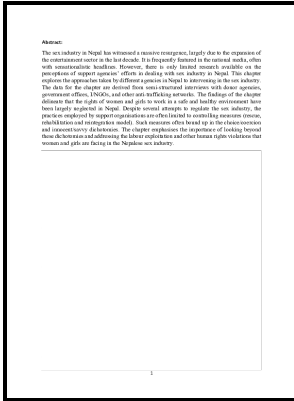 Abstract:
The sex industry in Nepal has witnessed a massive resurgence, largely due to the expansion of
the entertainment sector in the last decade. It is frequently featured in the national media, often
with sensationalistic headlines. However, there is only limited research available on the
perceptions of support agencies' efforts in dealing with sex industry in Nepal. This chapter
explores the approaches taken by different agencies in Nepal to intervening in the sex industry.
The data for the chapter are derived from semi-structured interviews with donor agencies,
government offices, I/NGOs, and other anti-trafficking networks. The findings of the chapter
delineate that the rights of women and girls to work in a safe and healthy environment have
been largely neglected in Nepal. Despite several attempts to regulate the sex industry, the
practices employed by support organisations are often limited to controlling measures (rescue,
rehabilitation and reintegration model). Such measures often bound up in the choice/coercion
and innocent/savvy dichotomies. The chapter emphasises the importance of looking beyond
these dichotomies and addressing the labour exploitation and other human rights violations that
women and girls are facing in the Nepalese sex industry.
1